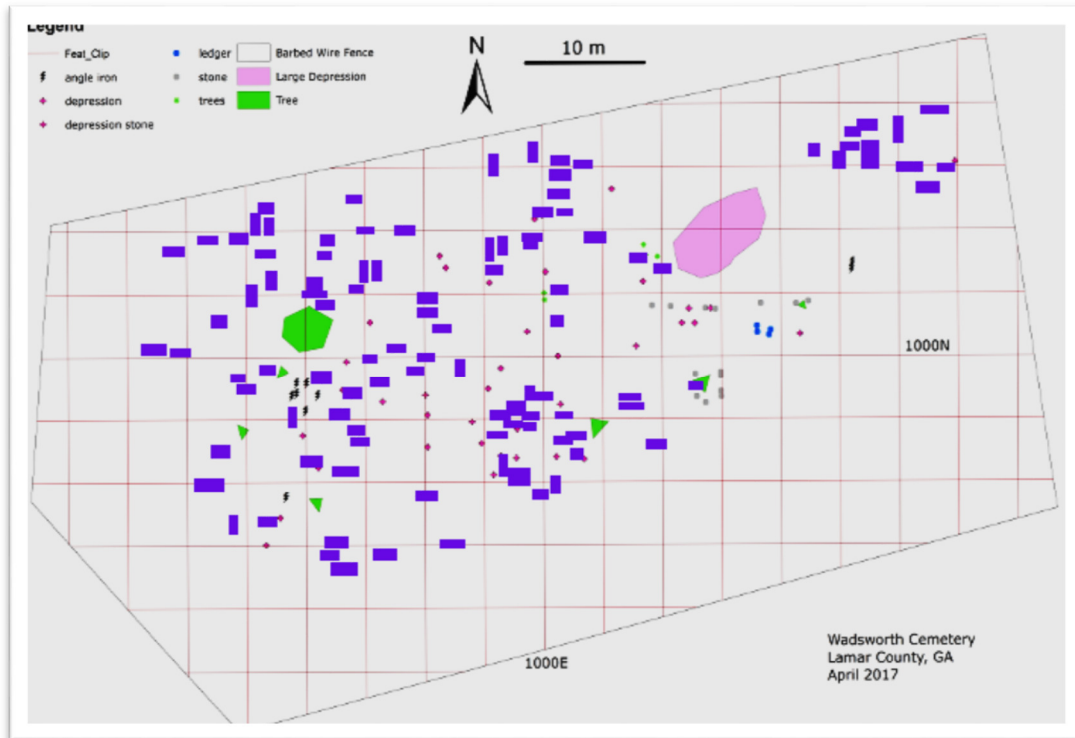 Legend
Feat_Clip
angle iron
depression
depression stone
ledger
stone
trees
Barbed Wire Fence
Large Depression
Tree
N
10 m
1000N
1000E
Wadsworth Cemetery
Lamar County, GA
April 2017